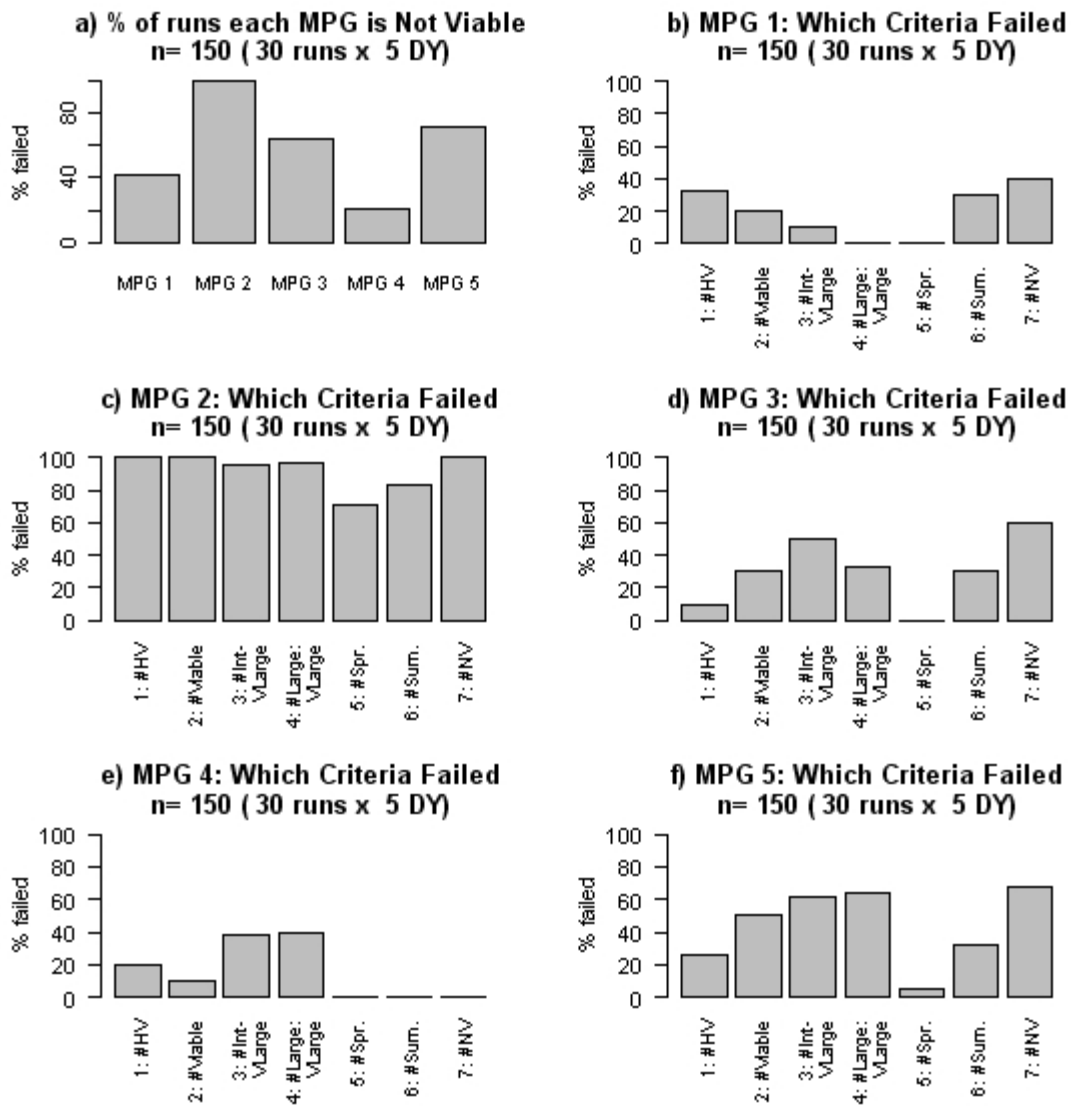 a) % of runs each MPG is Not Viable
n= 150 ( 30 runs x 5 DY)
% failed
0
40
80
MPG 1
MPG 2
MPG 3
MPG 4
MPG 5
b) MPG 1: Which Criteria Failed
n= 150 ( 30 runs x 5 DY)
% failed
0
20
40
60
80
100
1: #HV
2: #Viable
3: #Int-
VLarge
4: #Large:
VLarge
5: #Spr.
6: #Sum.
7: #NV
c) MPG 2: Which Criteria Failed
n= 150 ( 30 runs x 5 DY)
% failed
0
20
40
60
80
100
1: #HV
2: #Viable
3: #Int-
VLarge
4: #Large:
VLarge
5: #Spr.
6: #Sum.
7: #NV
d) MPG 3: Which Criteria Failed
n= 150 ( 30 runs x 5 DY)
% failed
0
20
40
60
80
100
1: #HV
2: #Viable
3: #Int-
VLarge
4: #Large:
VLarge
5: #Spr.
6: #Sum.
7: #NV
e) MPG 4: Which Criteria Failed
n= 150 ( 30 runs x 5 DY)
% failed
0
20
40
60
80
100
1: #HV
2: #Viable
3: #Int-
VLarge
4: #Large:
VLarge
5: #Spr.
6: #Sum.
7: #NV
f) MPG 5: Which Criteria Failed
n= 150 ( 30 runs x 5 DY)
% failed
0
20
40
60
80
100
1: #HV
2: #Viable
3: #Int-
VLarge
4: #Large:
VLarge
5: #Spr.
6: #Sum.
7: #NV